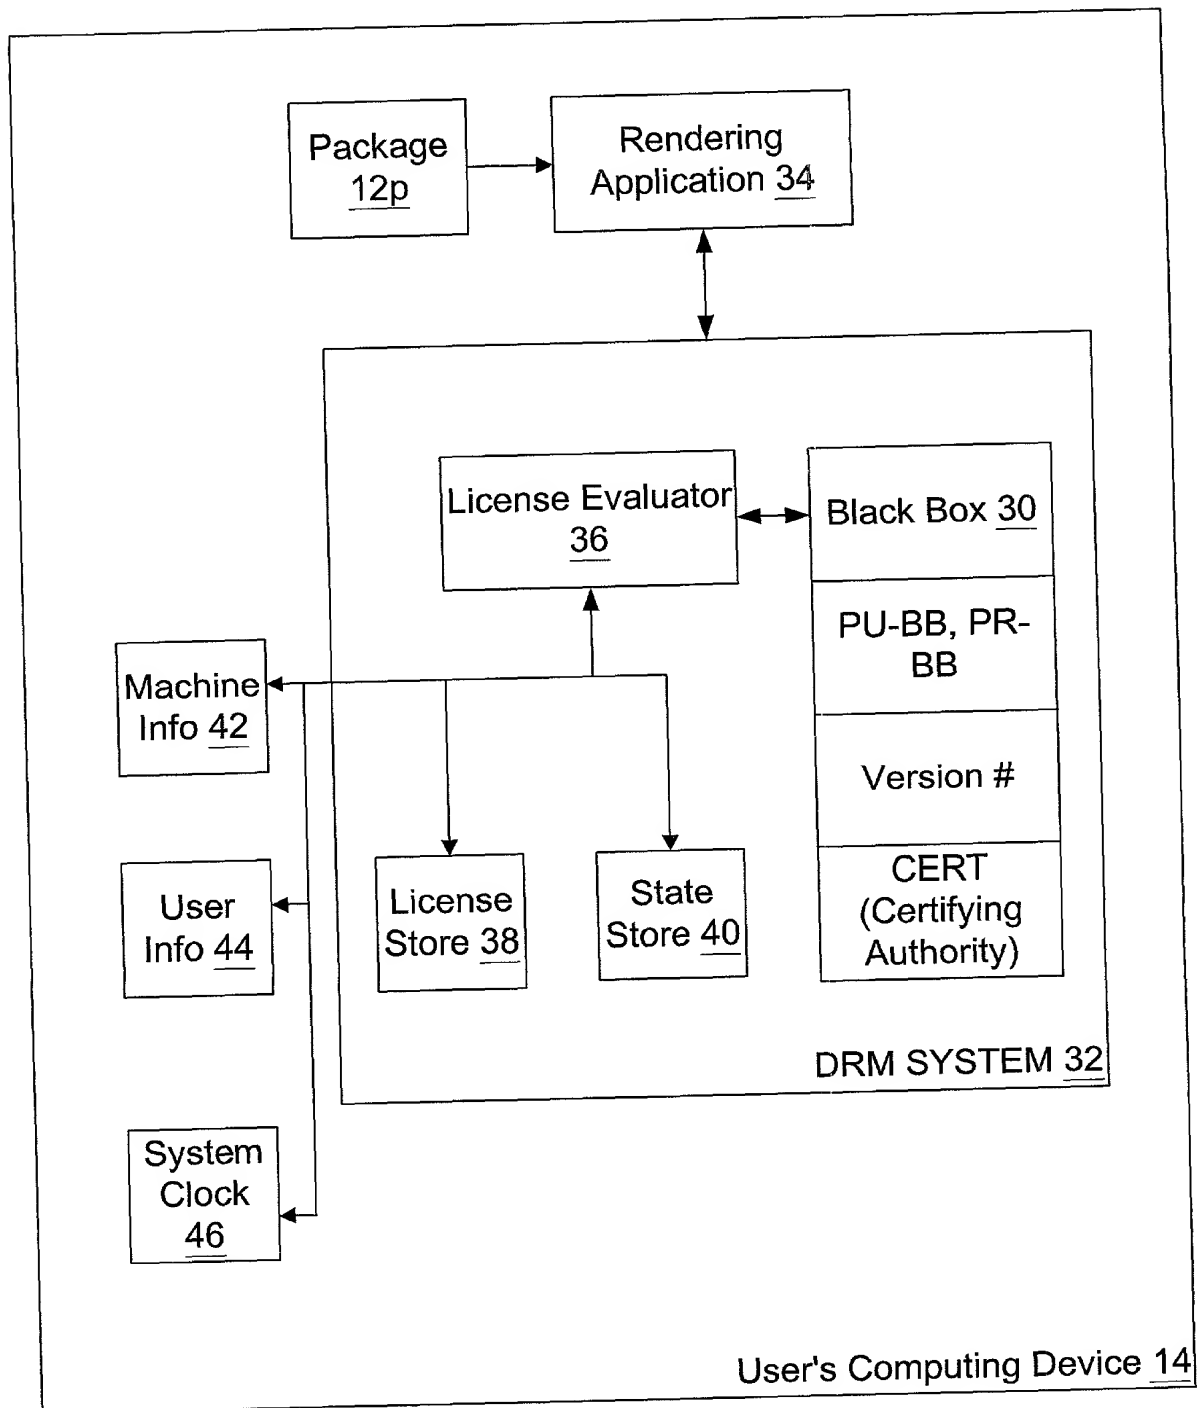 Package
12p
Rendering
Application 34
License Evaluator
36
Black Box 30
PU-BB, PR-
BB
Version #
CERT
(Certifying
Authority)
Machine
Info 42
User
Info 44
License
Store 38
State
Store 40
DRM SYSTEM 32
System
Clock
46
User's Computing Device 14